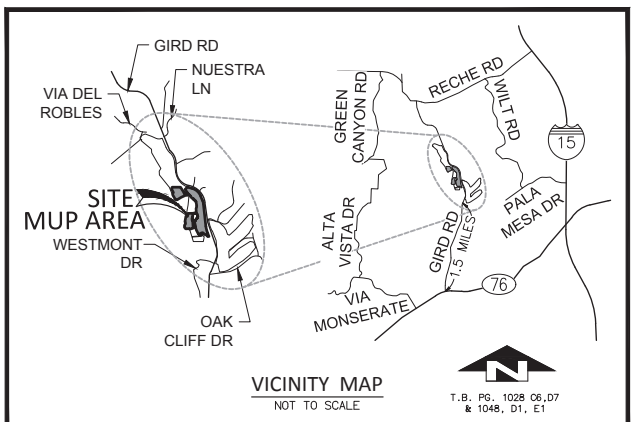 GIRD RD
NUESTRA
LN
VIA DEL
ROBLES
SITE
MUP AREA
WESTMONT
DR
OAK
CLIFF DR
GREEN
CANYON RD
RECHE RD
WILT RD
15
ALTA
VISTA DR
GIRD RD
1.5 MILES
PALA
MESA DR
VIA
MONSERATE
76
VICINITY MAP
NOT TO SCALE
N
T.B. PG. 1028 C6,D7
& 1048, D1, E1